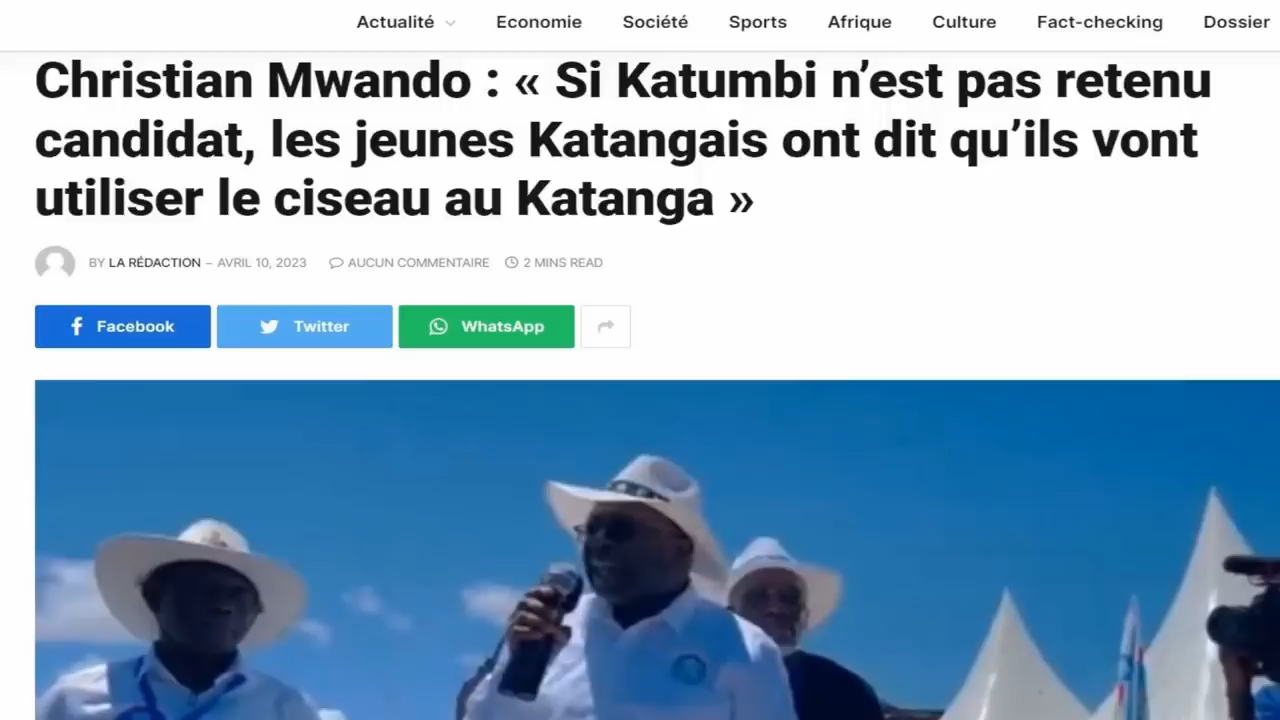 Actualité Economie Société Sports Afrique Culture Fact-checking Dossier
Christian Mwando : « Si Katumbi n’est pas retenu
candidat, les jeunes Katangais ont dit qu’ils vont
utiliser le ciseau au Katanga »
BY LA RÉDACTION – AVRIL 10, 2023 AUCUN COMMENTAIRE 2 MINS READ
Facebook Twitter WhatsApp